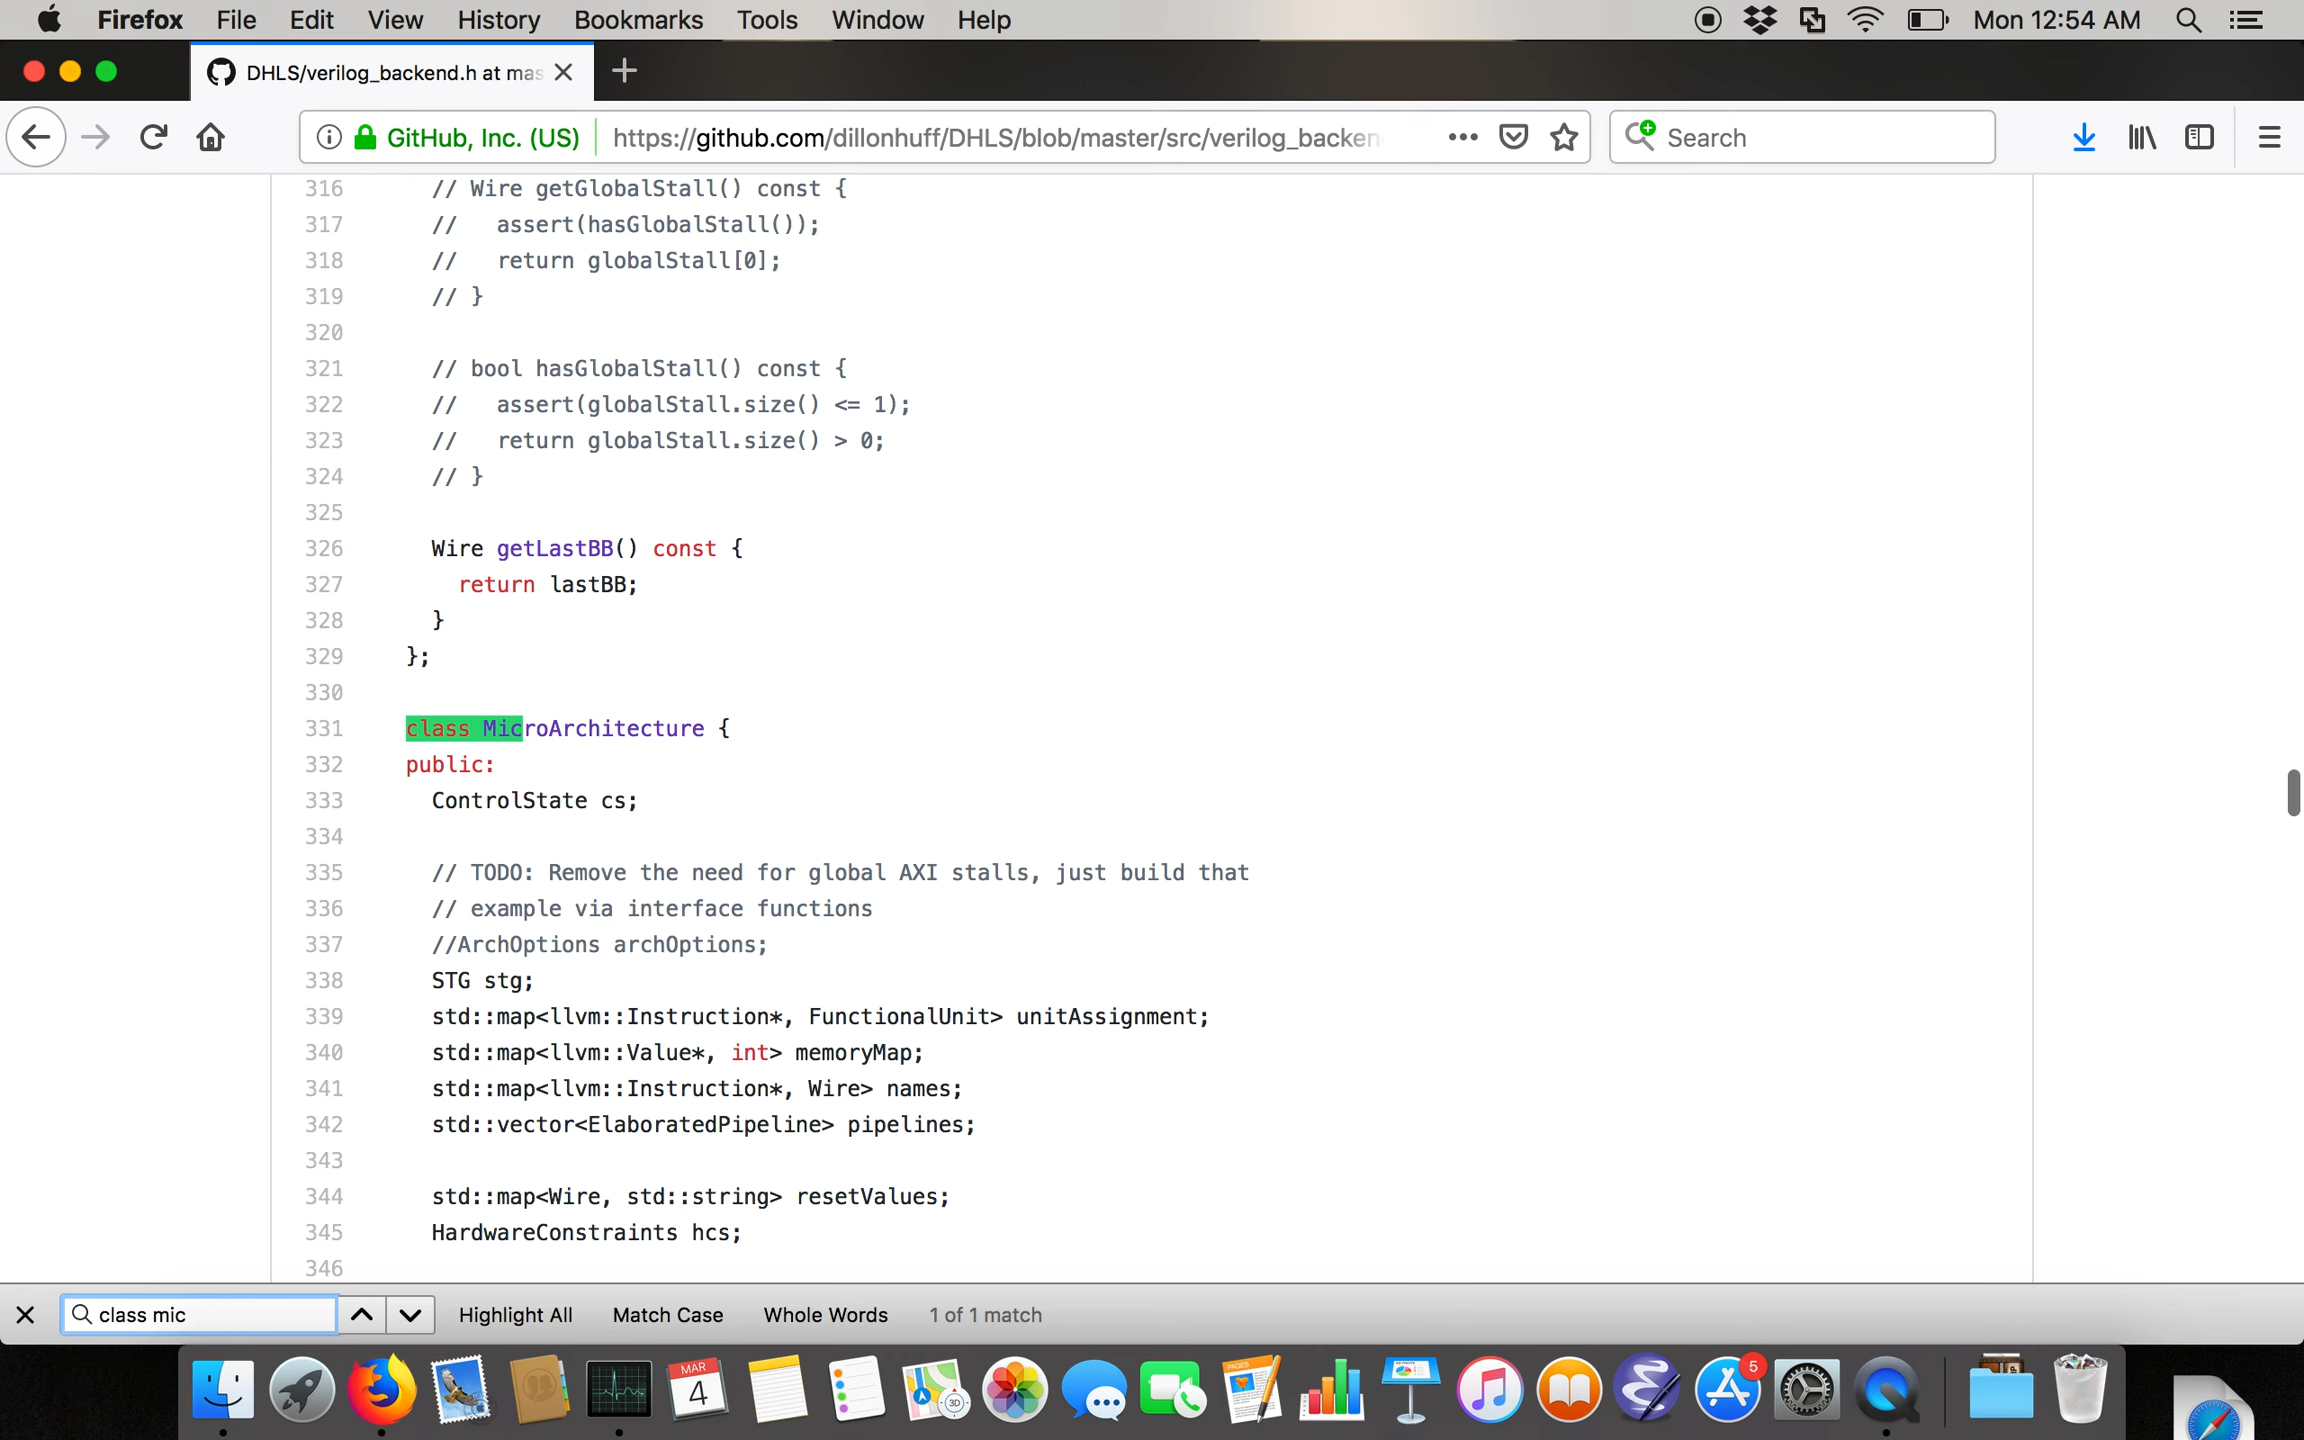 Firefox File Edit View History Bookmarks Tools Window Help Mon 12:54 AM
DHLS/verilog_backend.h at mas
GitHub, Inc. (US) https://github.com/dillonhuff/DHLS/blob/master/src/verilog_backen Search
316 // Wire getGlobalStall() const {
317 //   assert(hasGlobalStall());
318 //   return globalStall[0];
319 // }
320
321 // bool hasGlobalStall() const {
322 //   assert(globalStall.size() <= 1);
323 //   return globalStall.size() > 0;
324 // }
325
326 Wire getLastBB() const {
327 return lastBB;
328 }
329 };
330
331 class MicroArchitecture {
332 public:
333 ControlState cs;
334
335 // TODO: Remove the need for global AXI stalls, just build that
336 // example via interface functions
337 //ArchOptions archOptions;
338 STG stg;
339 std::map<llvm::Instruction*, FunctionalUnit> unitAssignment;
340 std::map<llvm::Value*, int> memoryMap;
341 std::map<llvm::Instruction*, Wire> names;
342 std::vector<ElaboratedPipeline> pipelines;
343
344 std::map<Wire, std::string> resetValues;
345 HardwareConstraints hcs;
346
class mic Highlight All Match Case Whole Words 1 of 1 match
MAR
4
3D
PAGES
5